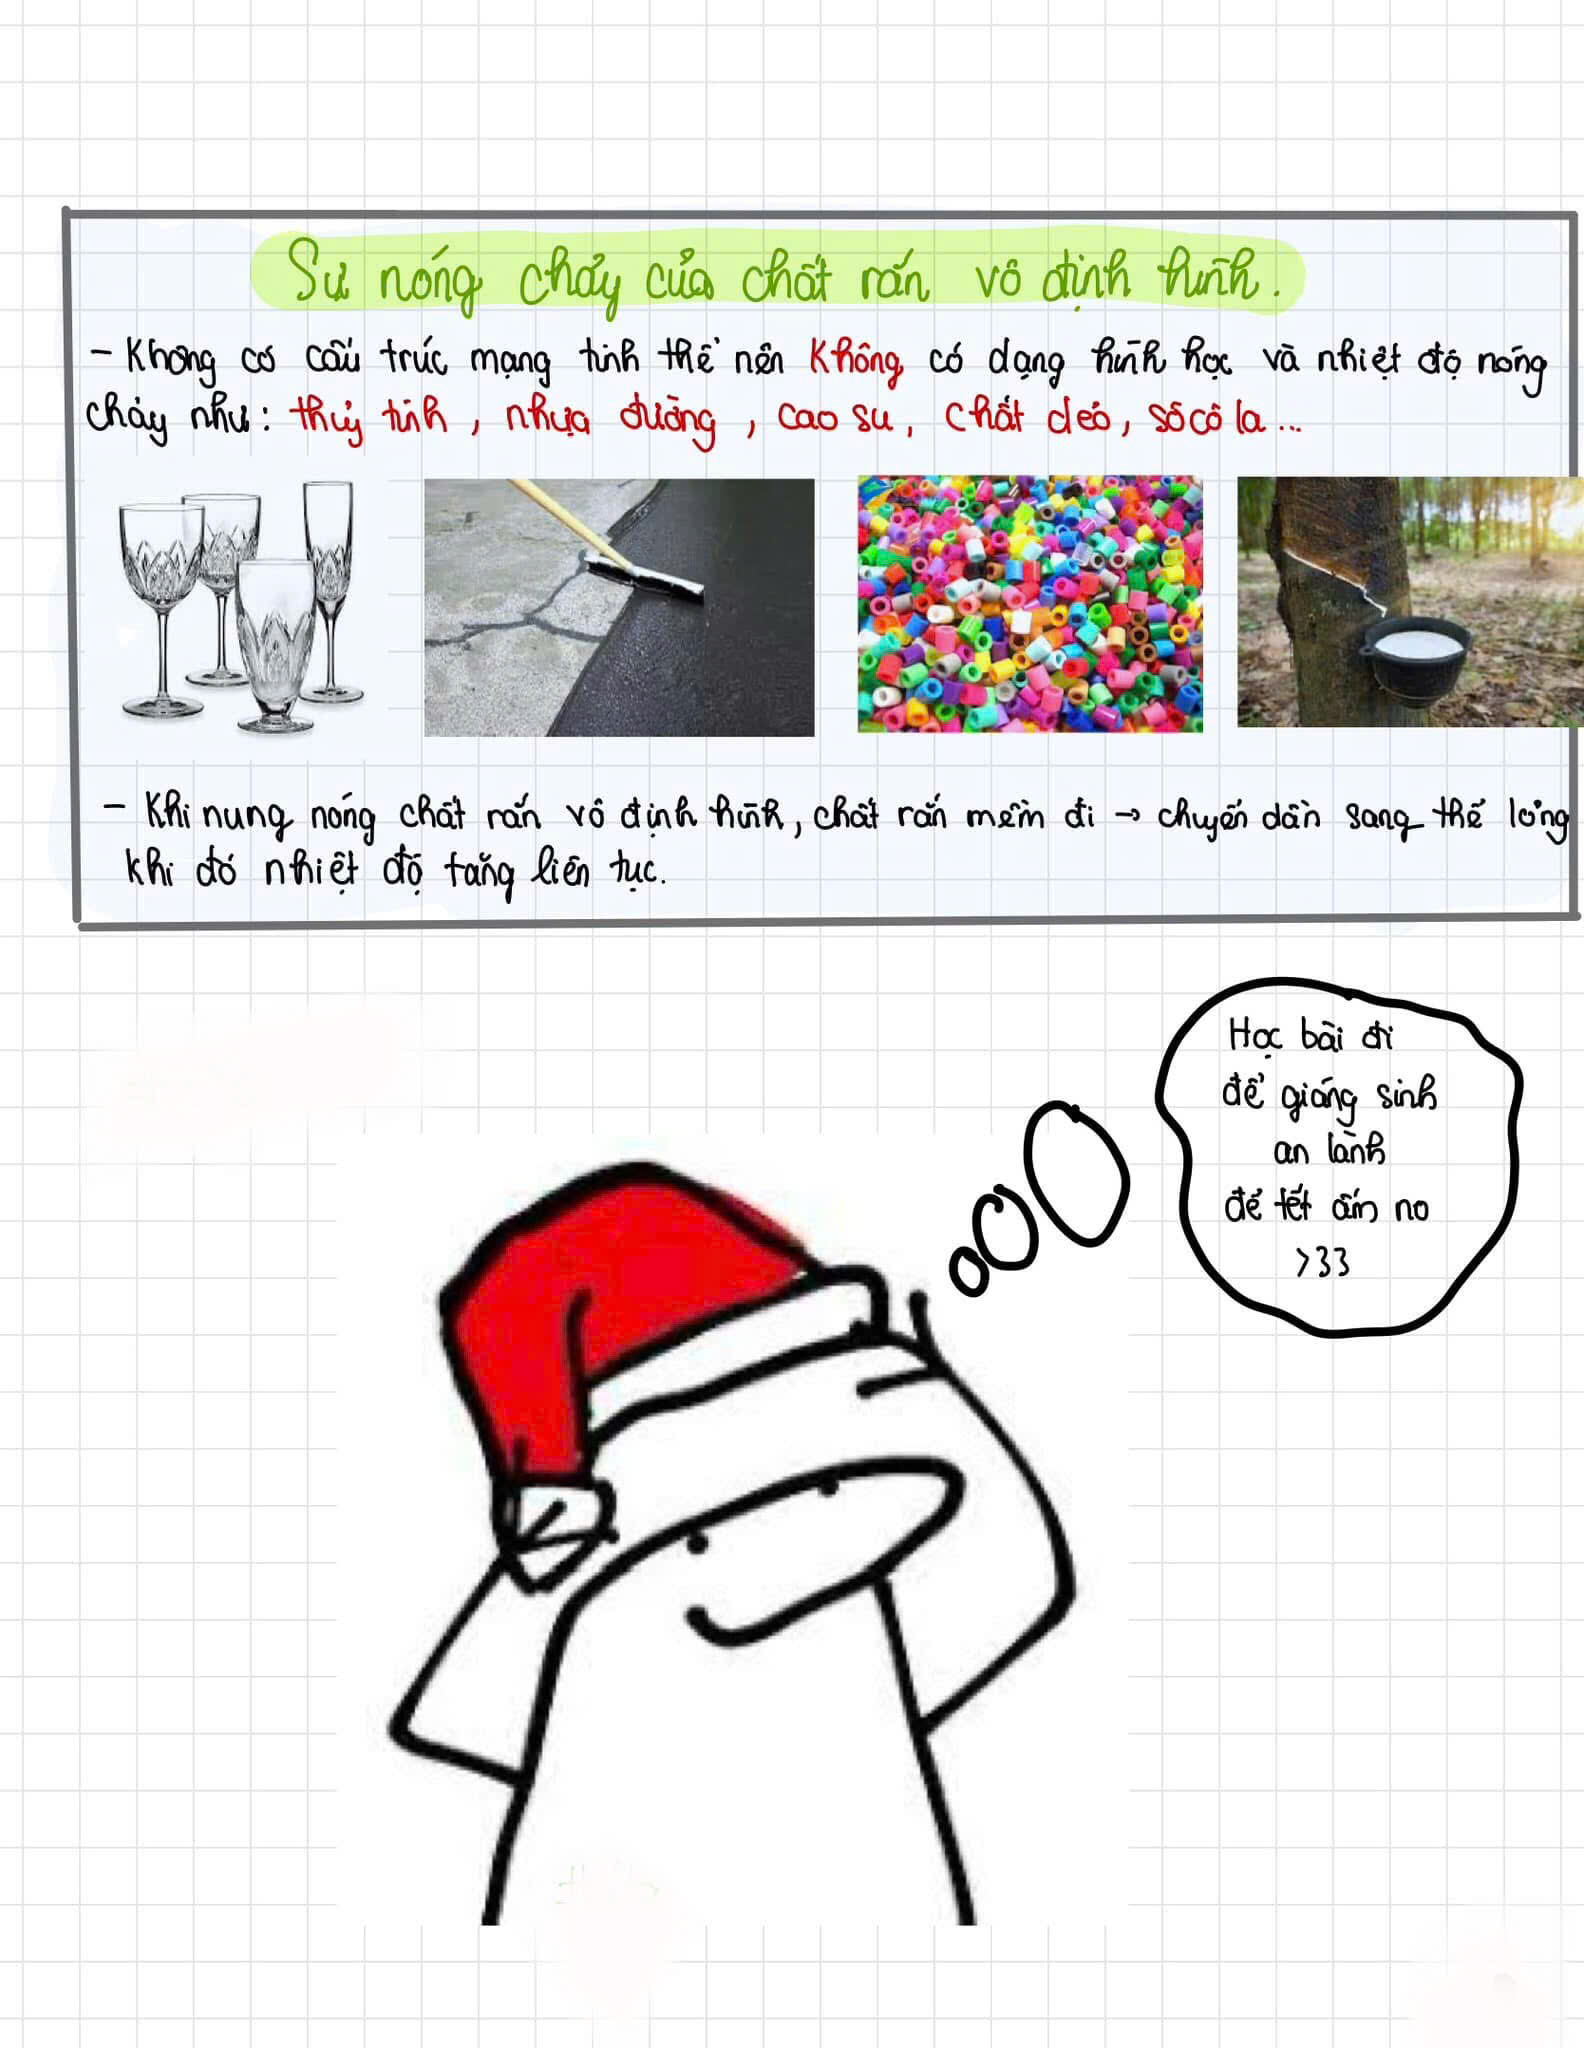 Sự nóng chảy của chất rắn vô định hình.
- Không có cấu trúc mạng tinh thể nên Không có dạng hình học và nhiệt độ nóng
chảy như: thủy tinh, nhựa đường, cao su, chất dẻo, sôcôla...
- Khi nung nóng chất rắn vô định hình, chất rắn mềm đi → chuyển dần sang thể lỏng
khi đó nhiệt độ tăng liên tục.
Học bài đi
để giáng sinh
an lành
để tết ấm no
>33